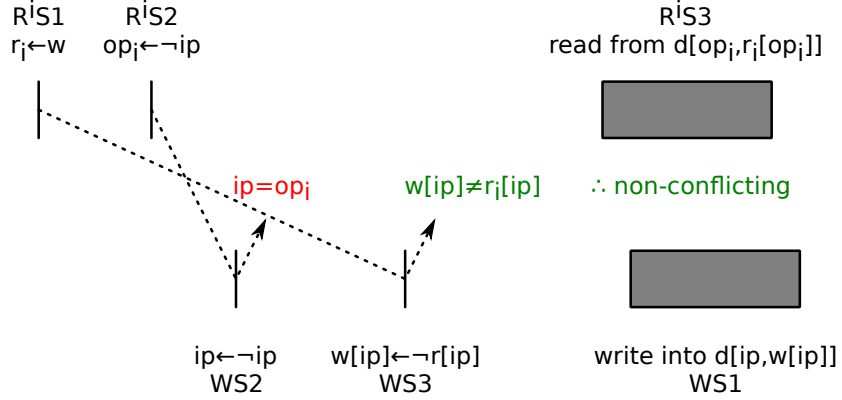 RⁱS1
rᵢ←w
RⁱS2
opᵢ←¬ip
RⁱS3
read from d[opᵢ,rᵢ[opᵢ]]
ip=opᵢ
w[ip]≠rᵢ[ip]
∴ non-conflicting
ip←¬ip
WS2
w[ip]←¬r[ip]
WS3
write into d[ip,w[ip]]
WS1